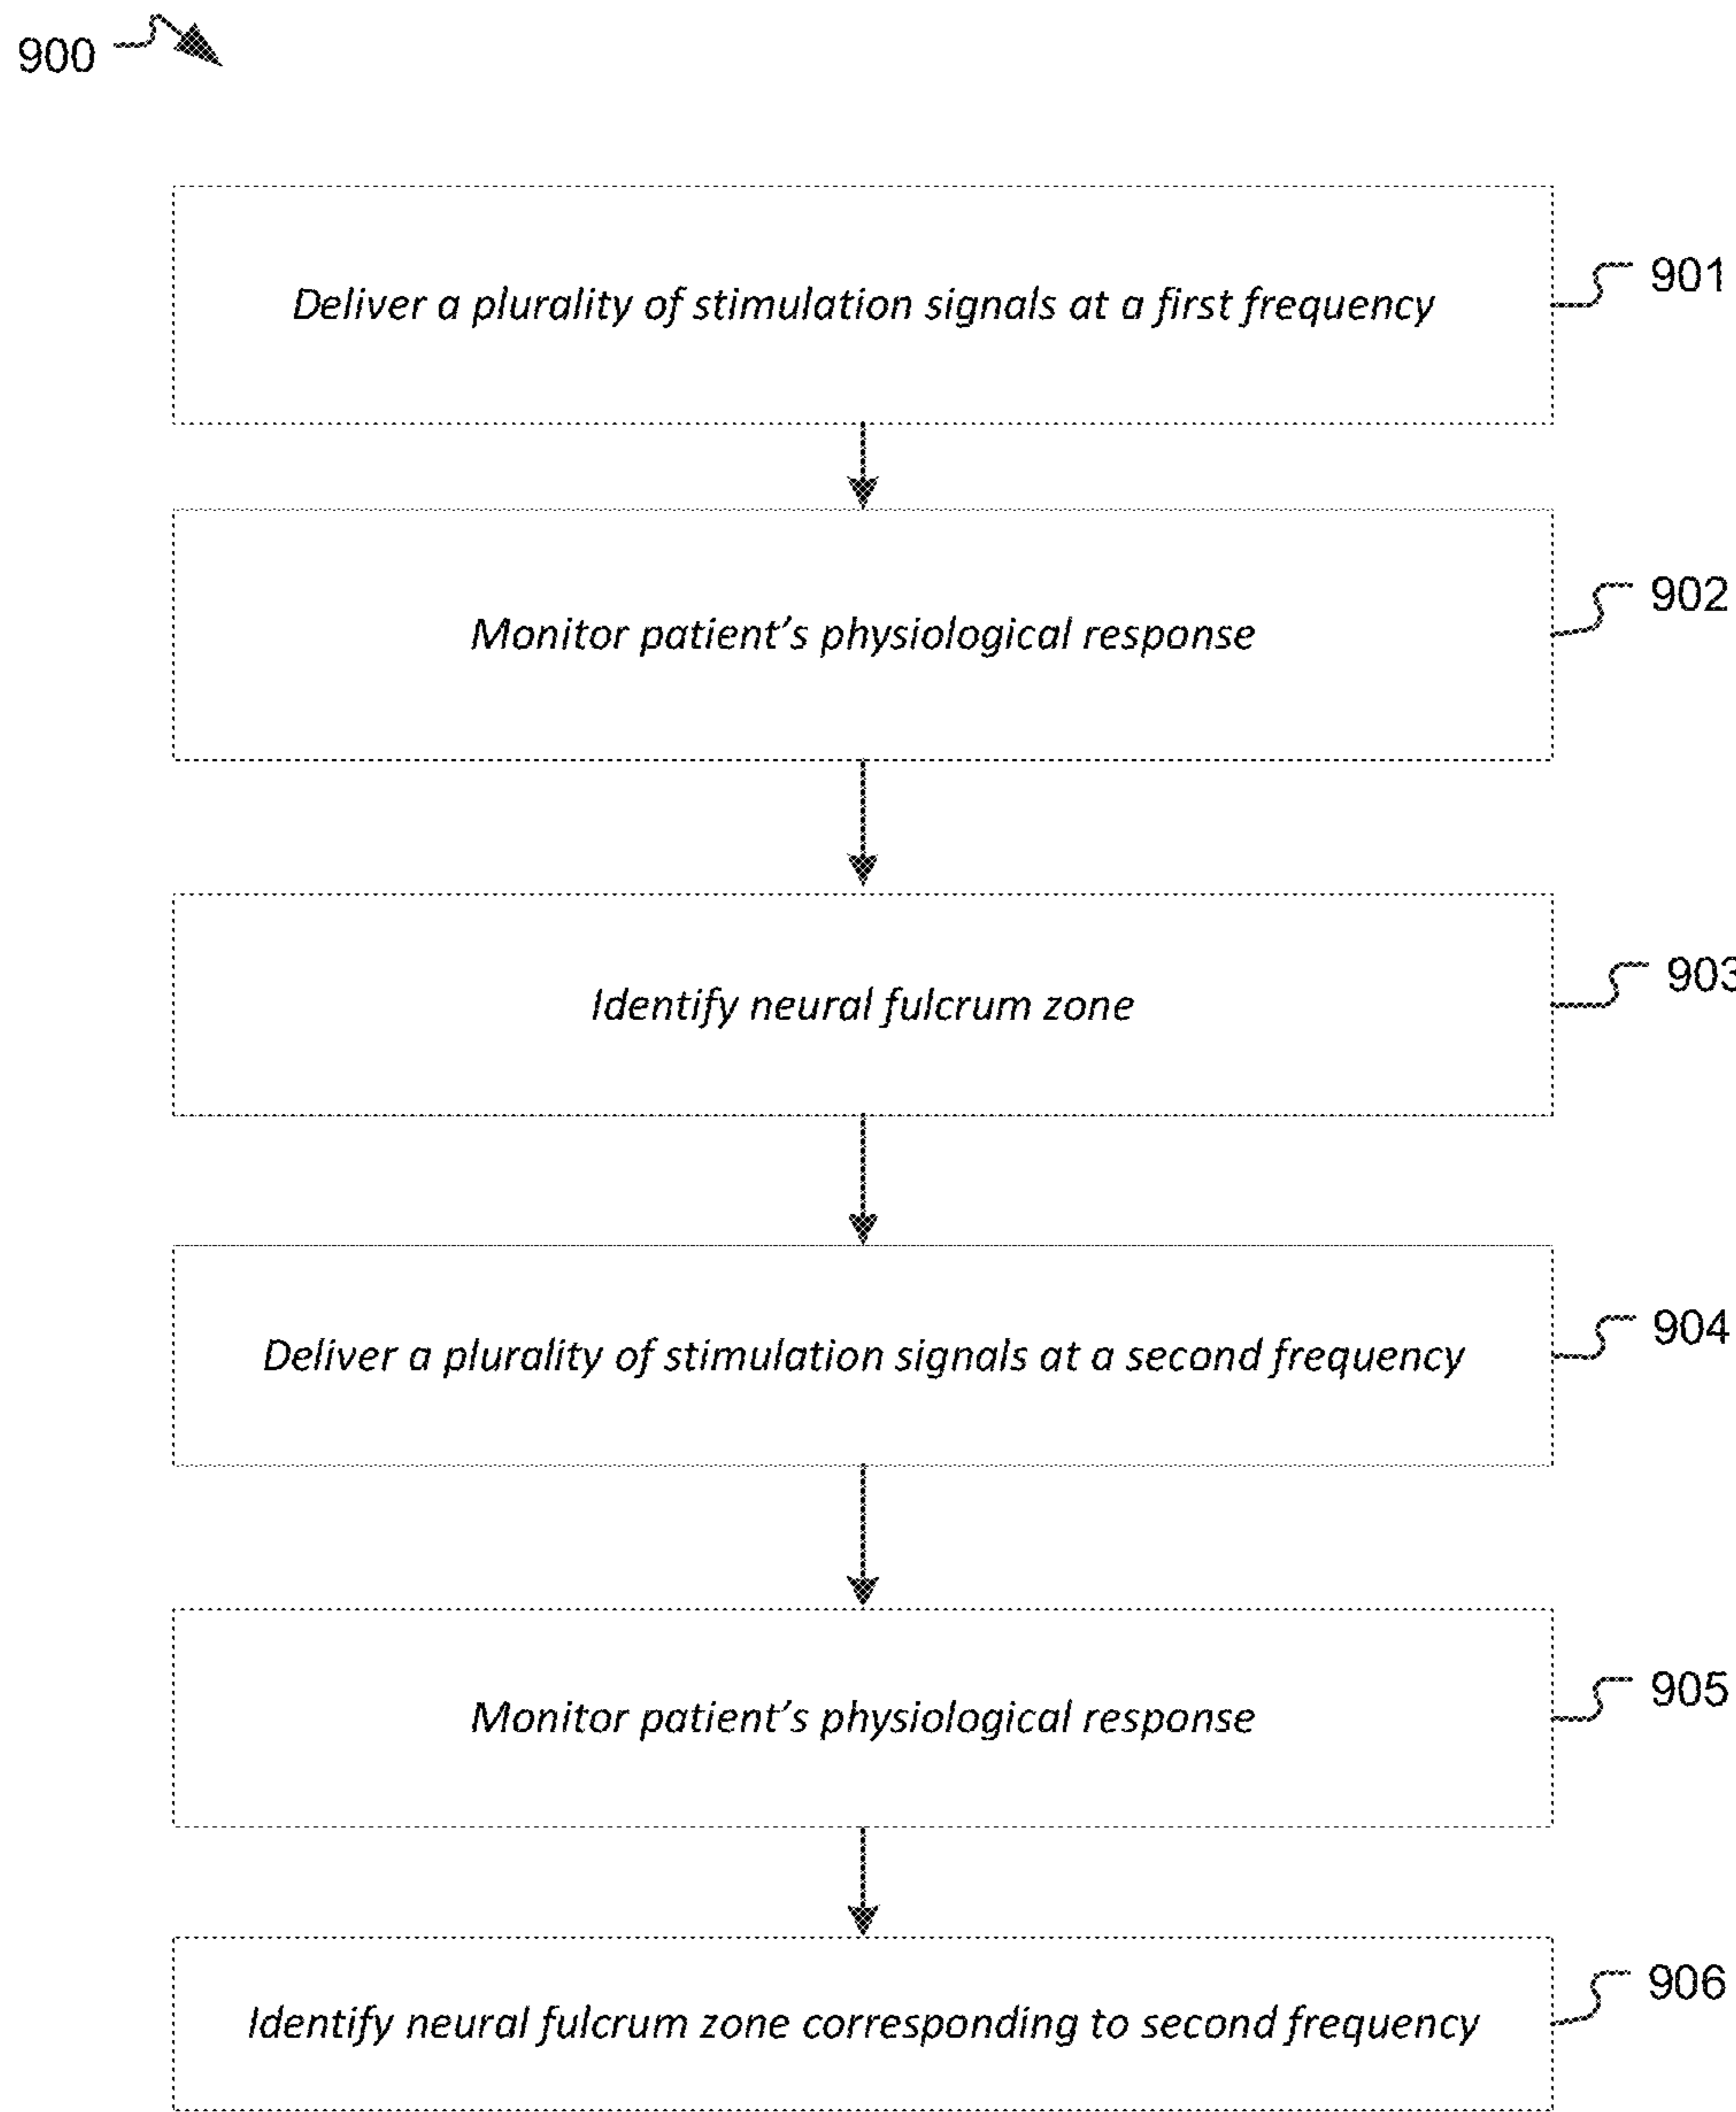 900
Deliver a plurality of stimulation signals at a first frequency
901
Monitor patient’s physiological response
902
Identify neural fulcrum zone
903
Deliver a plurality of stimulation signals at a second frequency
904
Monitor patient’s physiological response
905
Identify neural fulcrum zone corresponding to second frequency
906